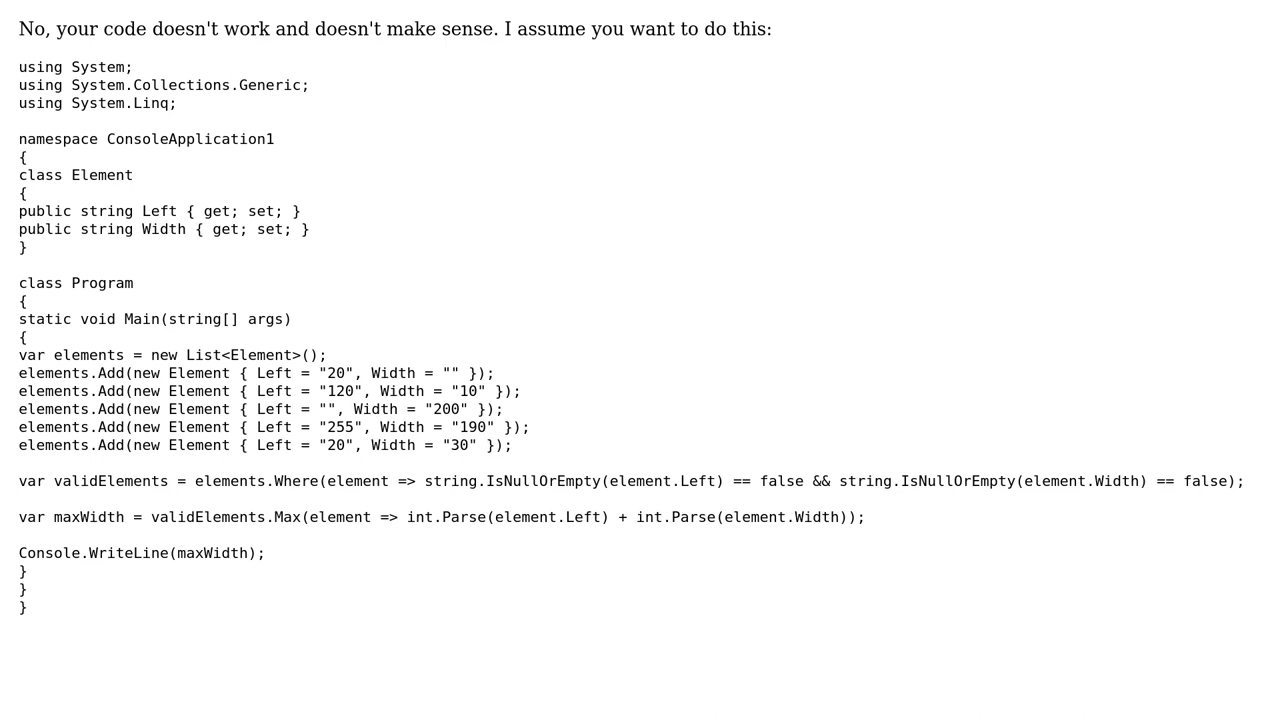 No, your code doesn't work and doesn't make sense. I assume you want to do this:
using System;
using System.Collections.Generic;
using System.Linq;
namespace ConsoleApplication1
{
class Element
{
public string Left { get; set; }
public string Width { get; set; }
}
class Program
{
static void Main(string[] args)
{
var elements = new List<Element>();
elements.Add(new Element { Left = "20", Width = "" });
elements.Add(new Element { Left = "120", Width = "10" });
elements.Add(new Element { Left = "", Width = "200" });
elements.Add(new Element { Left = "255", Width = "190" });
elements.Add(new Element { Left = "20", Width = "30" });
var validElements = elements.Where(element => string.IsNullOrEmpty(element.Left) == false && string.IsNullOrEmpty(element.Width) == false);
var maxWidth = validElements.Max(element => int.Parse(element.Left) + int.Parse(element.Width));
Console.WriteLine(maxWidth);
}
}
}